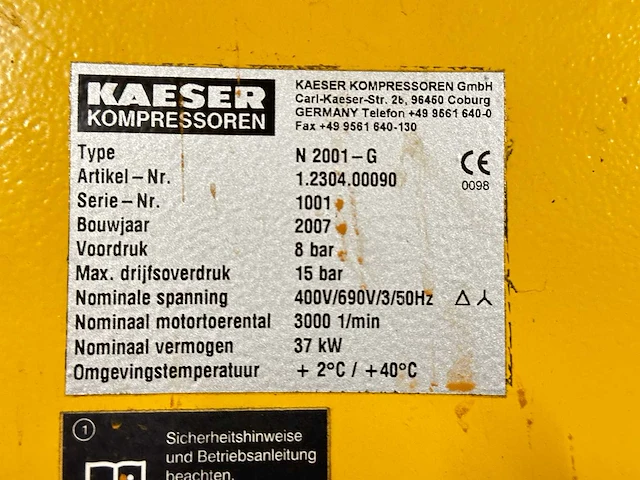 KAESER
KOMPRESSOREN
KAESER KOMPRESSOREN GmbH
Carl-Kaeser-Str. 26, 96450 Coburg
GERMANY Telefon +49 9561 640-0
Fax +49 9561 640-130
Type N 2001-G
Artikel-Nr. 1.2304.00090
Serie-Nr. 1001
Bouwjaar 2007
Voordruk 8 bar
Max. drijfsoverdruk 15 bar
Nominale spanning 400V/690V/3/50Hz
Nominaal motortoerental 3000 1/min
Nominaal vermogen 37 kW
Omgevingstemperatuur + 2°C / +40°C
CE
0098
1
Sicherheitshinweise
und Betriebsanleitung
beachten.